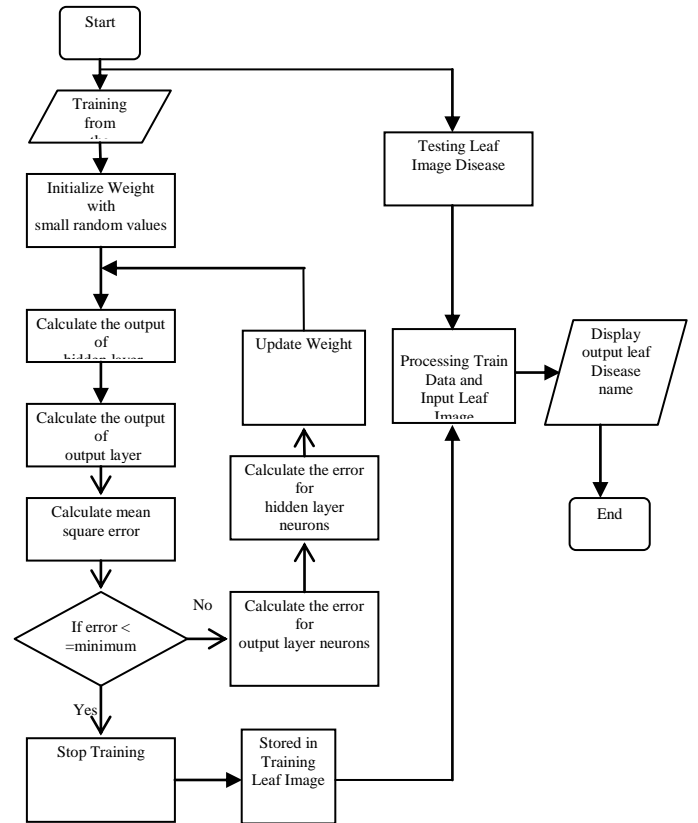 Start
Training
from
Initialize Weight
with
small random values
Calculate the output
of
hidden layer
Calculate the output
of
output layer
Calculate mean
square error
If error <
=minimum
No
Yes
Stop Training
Stored in
Training
Leaf Image
Calculate the error
for
output layer neurons
Calculate the error
for
hidden layer
neurons
Update Weight
Testing Leaf
Image Disease
Processing Train
Data and
Input Leaf
Image
Display
output leaf
Disease
name
End